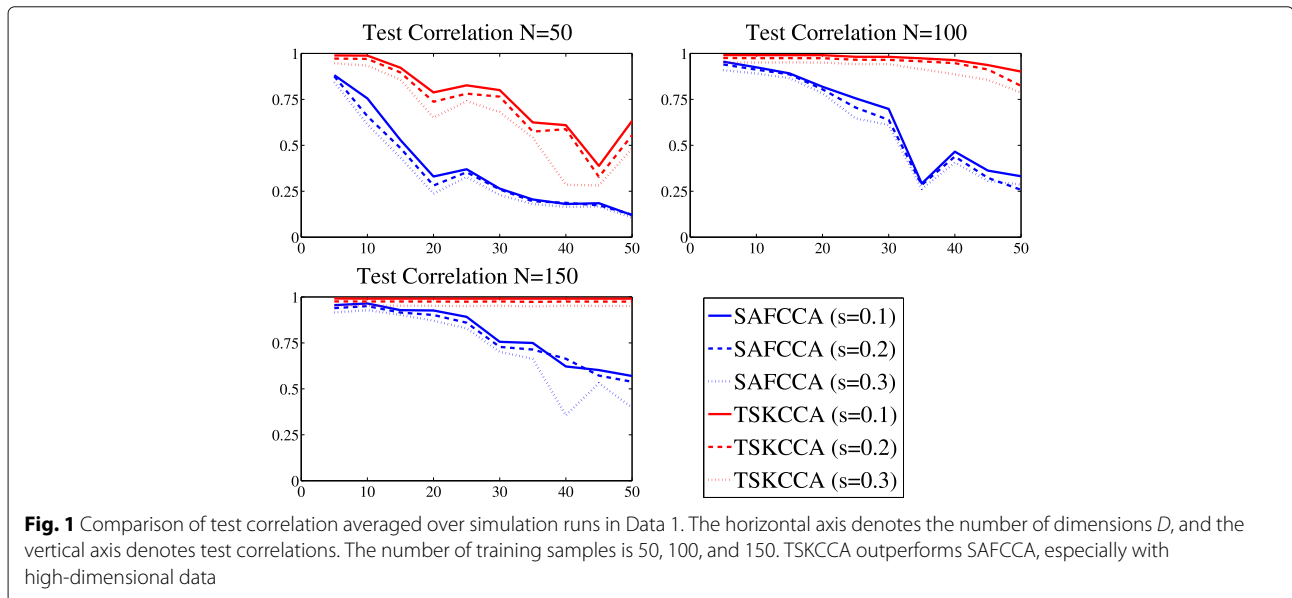 Test Correlation N=50
1
0.75
0.5
0.25
0
0 10 20 30 40 50
Test Correlation N=100
1
0.75
0.5
0.25
0
0 10 20 30 40 50
Test Correlation N=150
1
0.75
0.5
0.25
0
0 10 20 30 40 50
SAFCCA (s=0.1)
SAFCCA (s=0.2)
SAFCCA (s=0.3)
TSKCCA (s=0.1)
TSKCCA (s=0.2)
TSKCCA (s=0.3)
Fig. 1 Comparison of test correlation averaged over simulation runs in Data 1. The horizontal axis denotes the number of dimensions D, and the
vertical axis denotes test correlations. The number of training samples is 50, 100, and 150. TSKCCA outperforms SAFCCA, especially with
high-dimensional data